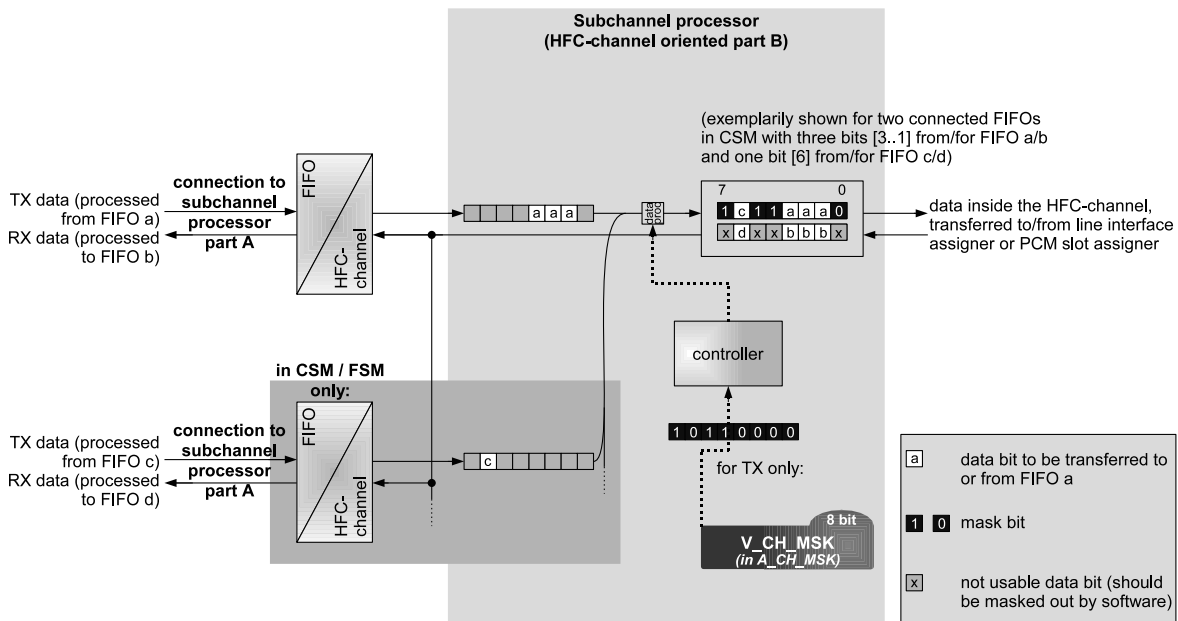 Subchannel processor
(HFC-channel oriented part B)
(exemplarily shown for two connected FIFOs
in CSM with three bits [3..1] from/for FIFO a/b
and one bit [6] from/for FIFO c/d)
TX data (processed
from FIFO a)
RX data (processed
to FIFO b)
connection to
subchannel
processor
part A
FIFO
HFC-
channel
a a a
data
proc
7 0
1 c 1 1 a a a 0
x d x x b b b x
data inside the HFC-channel,
transferred to/from line interface
assigner or PCM slot assigner
controller
in CSM / FSM
only:
TX data (processed
from FIFO c)
RX data (processed
to FIFO d)
connection to
subchannel
processor
part A
FIFO
HFC-
channel
c
1 0 1 1 0 0 0 0
for TX only:
8 bit
V_CH_MSK
(in A_CH_MSK)
a data bit to be transferred to
or from FIFO a
1 0 mask bit
x not usable data bit (should
be masked out by software)